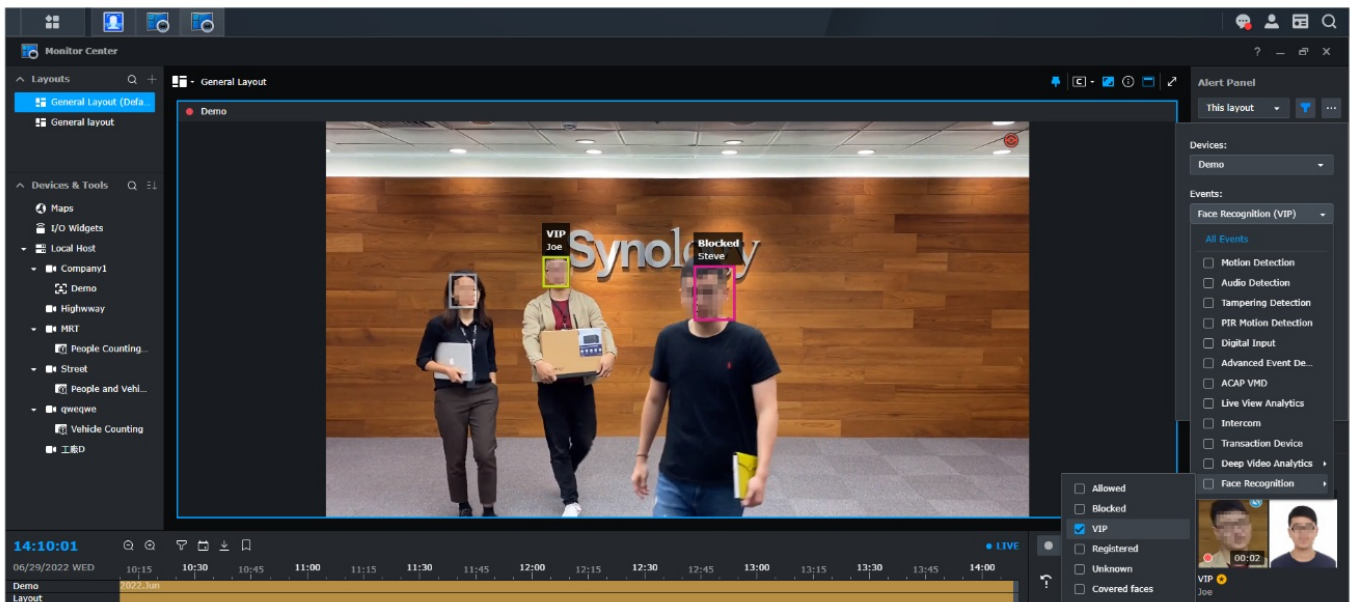 Monitor Center
Layouts
General Layout (Defa...
General layout
Devices & Tools
Maps
I/O Widgets
Local Host
Company1
Demo
Highwway
MRT
People Counting...
Street
People and Vehi...
qweqwe
Vehicle Counting
工廠D
General Layout
Demo
VIP
Joe
Synology
Blocked
Steve
Alert Panel
This layout
Devices:
Demo
Events:
Face Recognition (VIP)
All Events
Motion Detection
Audio Detection
Tampering Detection
PIR Motion Detection
Digital Input
Advanced Event De...
ACAP VMD
Live View Analytics
Intercom
Transaction Device
Deep Video Analytics
Face Recognition
Allowed
Blocked
VIP
Registered
Unknown
Covered faces
00:02
VIP
Joe
14:10:01
LIVE
06/29/2022 WED
10:15 10:30 10:45 11:00 11:15 11:30 11:45 12:00 12:15 12:30 12:45 13:00 13:15 13:30 13:45 14:00
Demo
2022.Jun
Layout